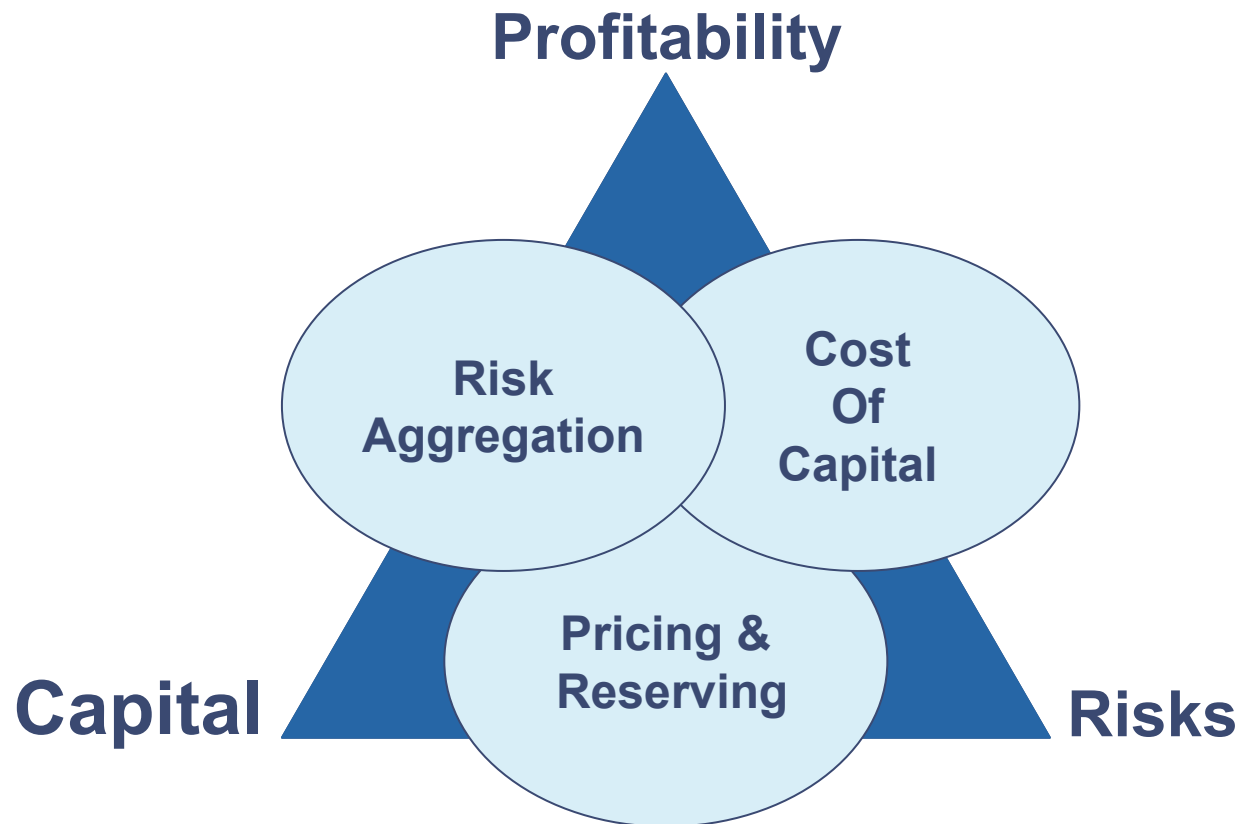 Profitability
Risk
Aggregation
Cost
Of
Capital
Pricing &
Reserving
Capital
Risks